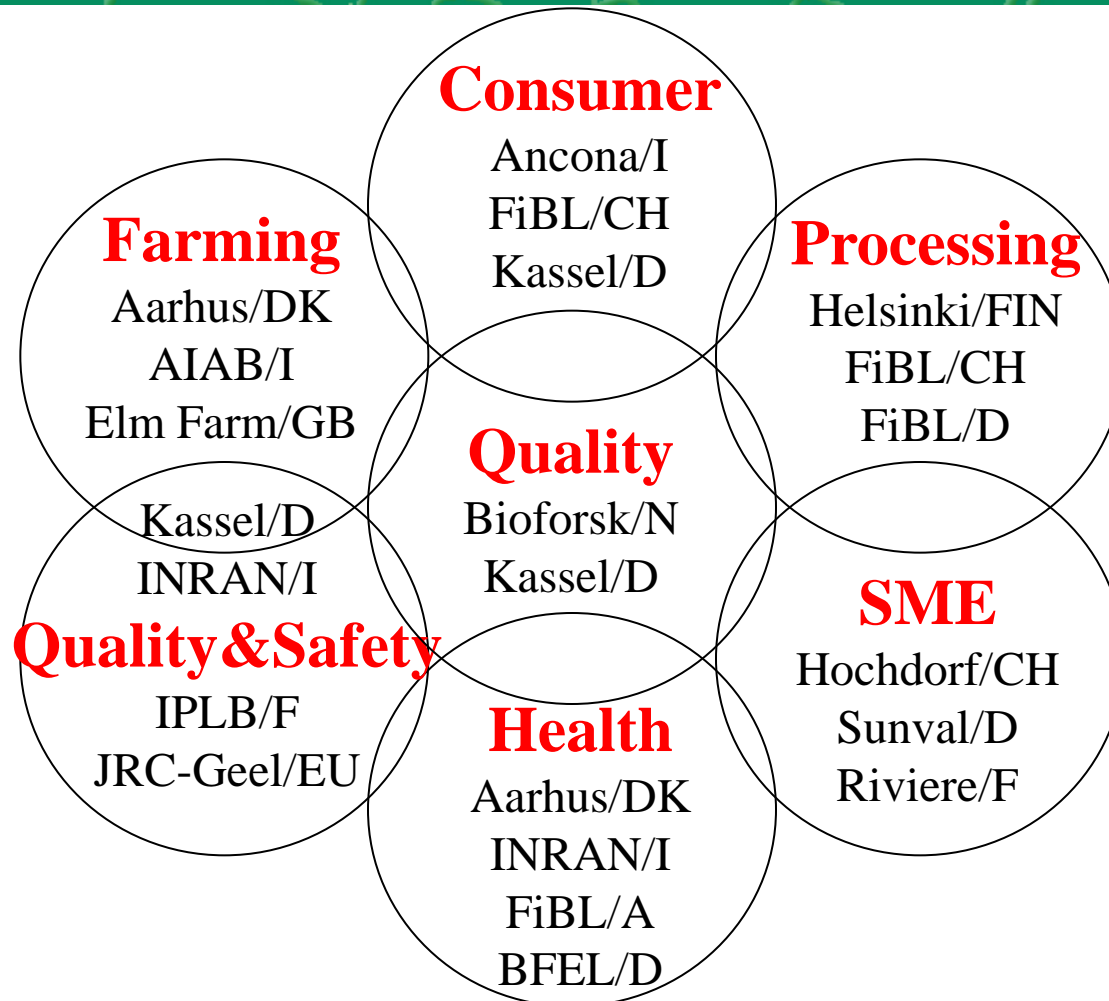 Consumer
Ancona/I
FiBL/CH
Kassel/D
Farming
Aarhus/DK
AIAB/I
Elm Farm/GB
Processing
Helsinki/FIN
FiBL/CH
FiBL/D
Quality
Bioforsk/N
Kassel/D
Kassel/D
INRAN/I
Quality&Safety
IPLB/F
JRC-Geel/EU
SME
Hochdorf/CH
Sunval/D
Riviere/F
Health
Aarhus/DK
INRAN/I
FiBL/A
BFEL/D